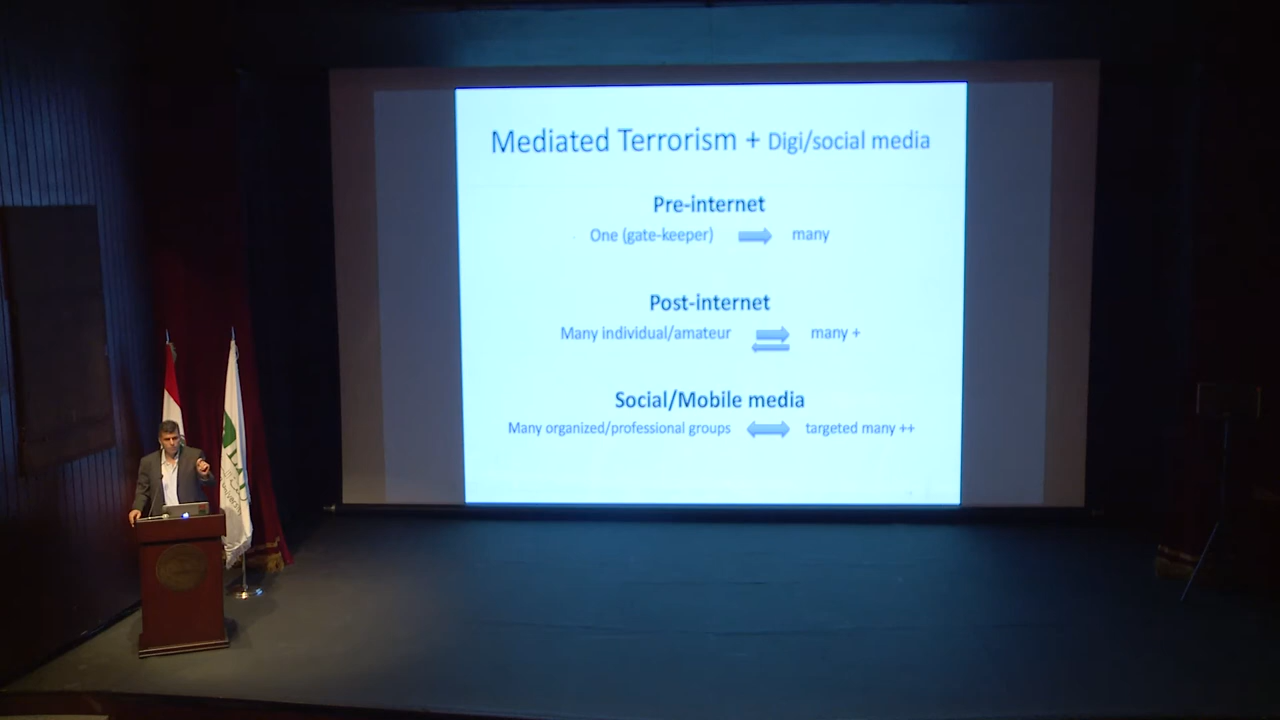 Mediated Terrorism + Digi/social media
Pre-internet
One (gate-keeper) many
Post-internet
Many individual/amateur many +
Social/Mobile media
Many organized/professional groups targeted many ++